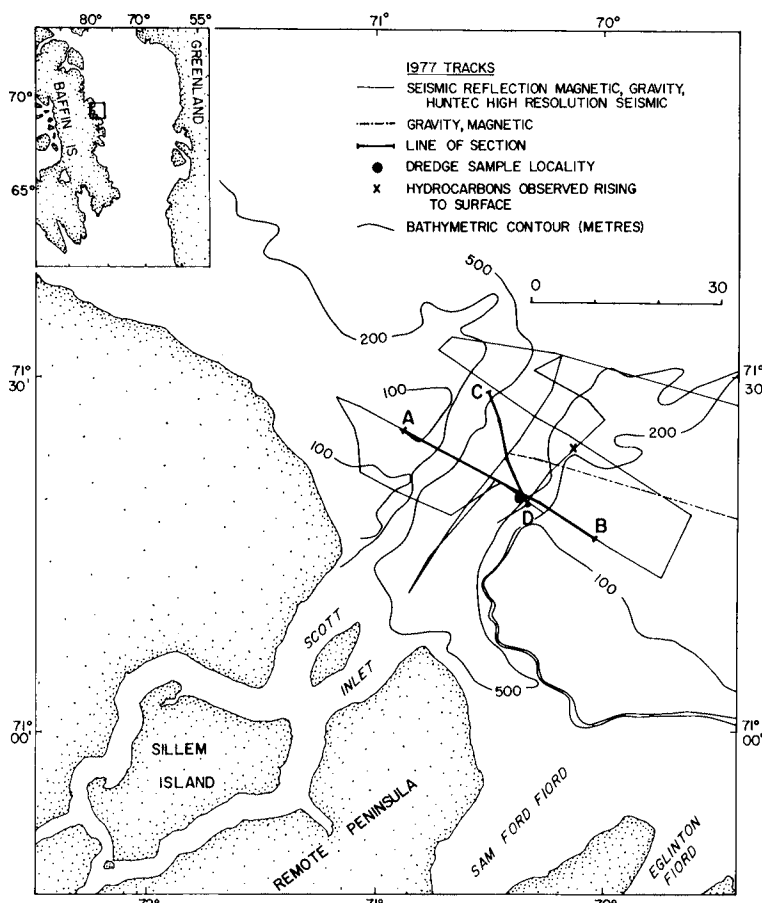 80° 70° 55°
71° 70°
GREENLAND
BAFFIN IS
70°
65°
1977 TRACKS
SEISMIC REFLECTION MAGNETIC, GRAVITY,
HUNTEC HIGH RESOLUTION SEISMIC
GRAVITY, MAGNETIC
LINE OF SECTION
DREDGE SAMPLE LOCALITY
HYDROCARBONS OBSERVED RISING
TO SURFACE
BATHYMETRIC CONTOUR (METRES)
500
0 30
200
71°
30'
71°
30
100
C
A
200
100
D
B
100
SCOTT
INLET
500
71°
00'
71°
00
SILLEM
ISLAND
REMOTE PENINSULA
SAM FORD FIORD
EGLINTON
FIORD
72° 71° 70°